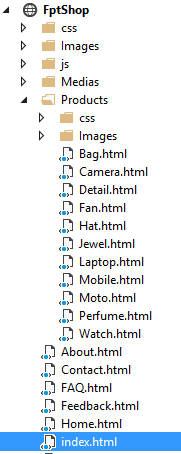 FptShop
css
Images
js
Medias
Products
css
Images
Bag.html
Camera.html
Detail.html
Fan.html
Hat.html
Jewel.html
Laptop.html
Mobile.html
Moto.html
Perfume.html
Watch.html
About.html
Contact.html
FAQ.html
Feedback.html
Home.html
index.html